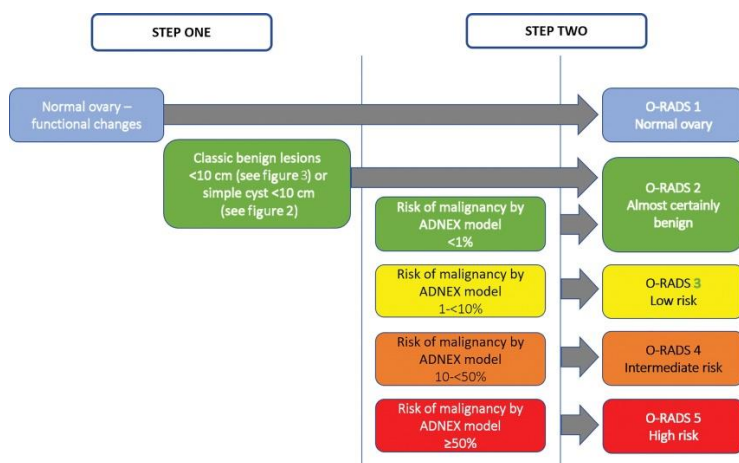 STEP ONE
STEP TWO
Normal ovary –
functional changes
O-RADS 1
Normal ovary
Classic benign lesions
<10 cm (see figure 3) or
simple cyst <10 cm
(see figure 2)
O-RADS 2
Almost certainly
benign
Risk of malignancy by
ADNEX model
<1%
Risk of malignancy by
ADNEX model
1-<10%
O-RADS 3
Low risk
Risk of malignancy by
ADNEX model
10-<50%
O-RADS 4
Intermediate risk
Risk of malignancy by
ADNEX model
≥50%
O-RADS 5
High risk